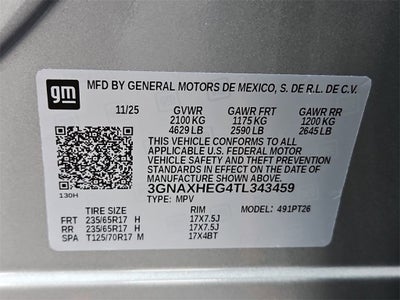 gm
MFD BY GENERAL MOTORS DE MEXICO, S. DE R.L. DE C.V.
11/25 GVWR GAWR FRT GAWR RR
2100 KG 1175 KG 1200 KG
4629 LB 2590 LB 2645 LB
THIS VEHICLE CONFORMS TO ALL APPLICABLE
U.S. FEDERAL MOTOR
VEHICLE SAFETY, BUMPER, AND
THEFT PREVENTION STANDARDS IN
EFFECT ON THE DATE OF
MANUFACTURE SHOWN ABOVE.
3GNAXHEG4TL343459
130H
TYPE: MPV MODEL: 491PT26
TIRE SIZE RIM
FRT 235/65R17 H 17X7.5J
RR 235/65R17 H 17X7.5J
SPA T125/70R17 M 17X4BT